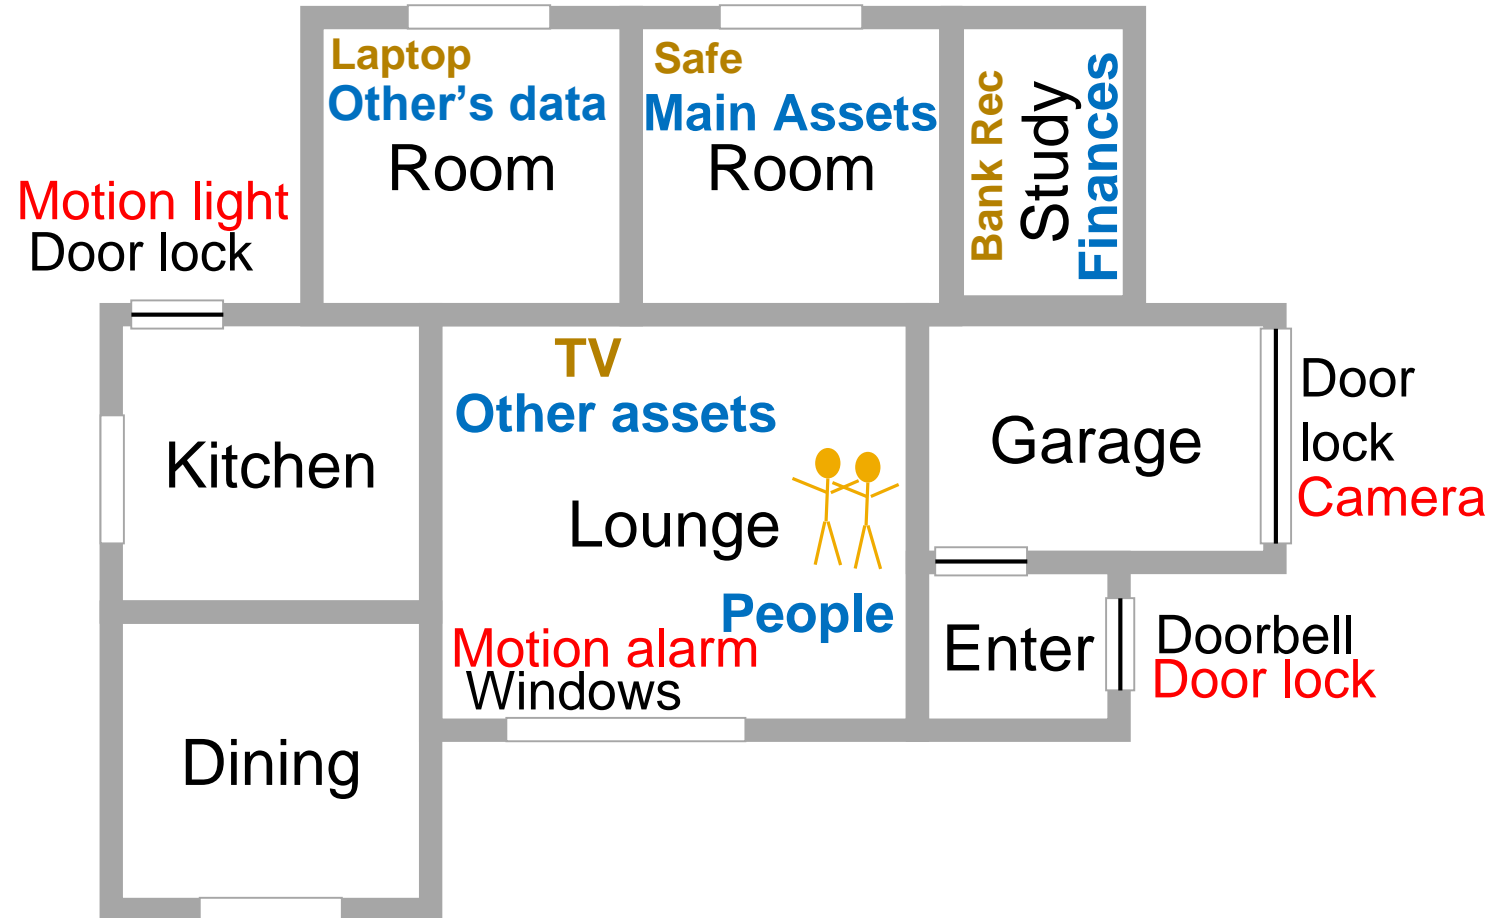 Laptop
Other’s data
Room
Safe
Main Assets
Room
Bank Rec
Study
Finances
Motion light
Door lock
Kitchen
TV
Other assets
Lounge
People
Motion alarm
Windows
Garage
Door
lock
Camera
Enter
Doorbell
Door lock
Dining